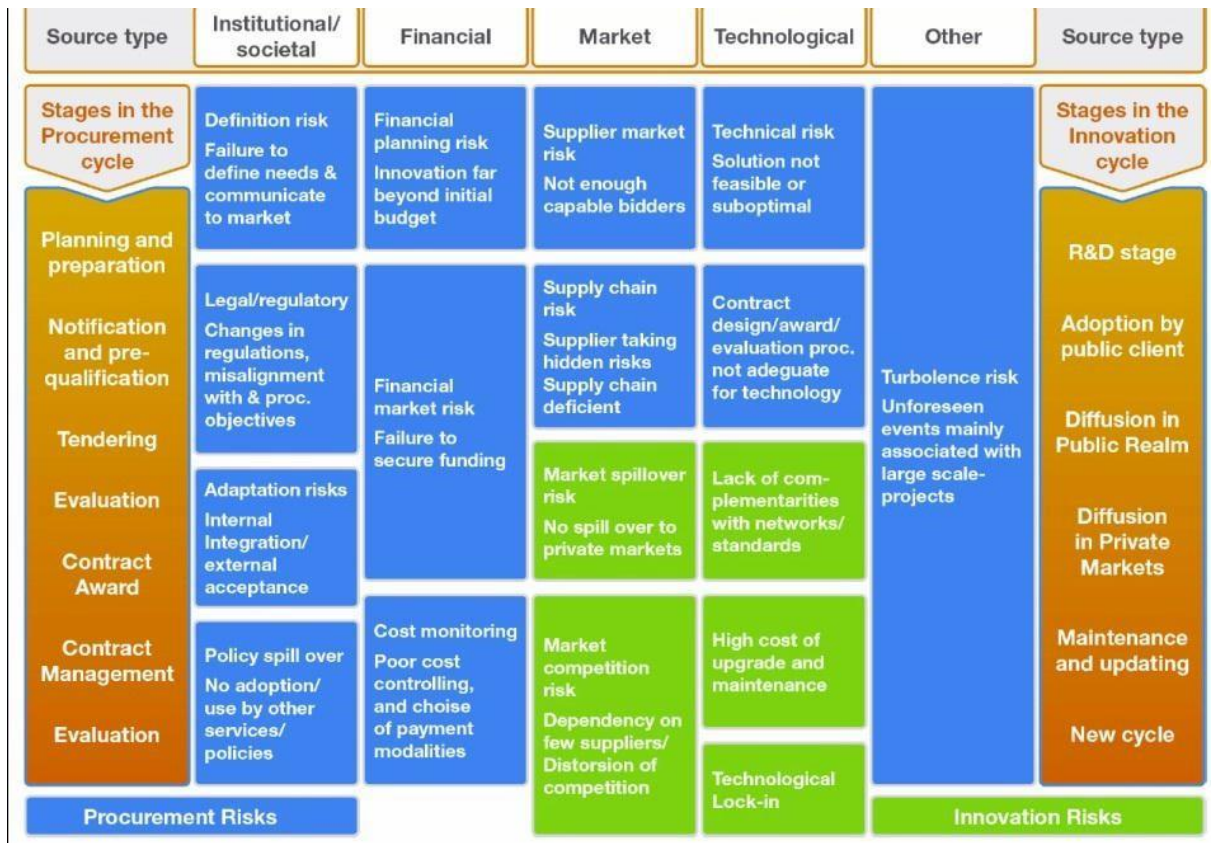 Source type
Institutional/
societal
Financial
Market
Technological
Other
Source type
Stages in the
Procurement
cycle
Planning and
preparation
Notification
and pre-
qualification
Tendering
Evaluation
Contract
Award
Contract
Management
Evaluation
Definition risk
Failure to
define needs &
communicate
to market
Legal/regulatory
Changes in
regulations,
misalignment
with & proc.
objectives
Adaptation risks
Internal
Integration/
external
acceptance
Policy spill over
No adoption/
use by other
services/
policies
Financial
planning risk
Innovation far
beyond initial
budget
Financial
market risk
Failure to
secure funding
Cost monitoring
Poor cost
controlling,
and choise
of payment
modalities
Supplier market
risk
Not enough
capable bidders
Supply chain
risk
Supplier taking
hidden risks
Supply chain
deficient
Market spillover
risk
No spill over to
private markets
Market
competition
risk
Dependency on
few suppliers/
Distorsion of
competition
Technical risk
Solution not
feasible or
suboptimal
Contract
design/award/
evaluation proc.
not adequate
for technology
Lack of com-
plementarities
with networks/
standards
High cost of
upgrade and
maintenance
Technological
Lock-in
Turbolence risk
Unforeseen
events mainly
associated with
large scale-
projects
Stages in the
Innovation
cycle
R&D stage
Adoption by
public client
Diffusion in
Public Realm
Diffusion
in Private
Markets
Maintenance
and updating
New cycle
Procurement Risks
Innovation Risks